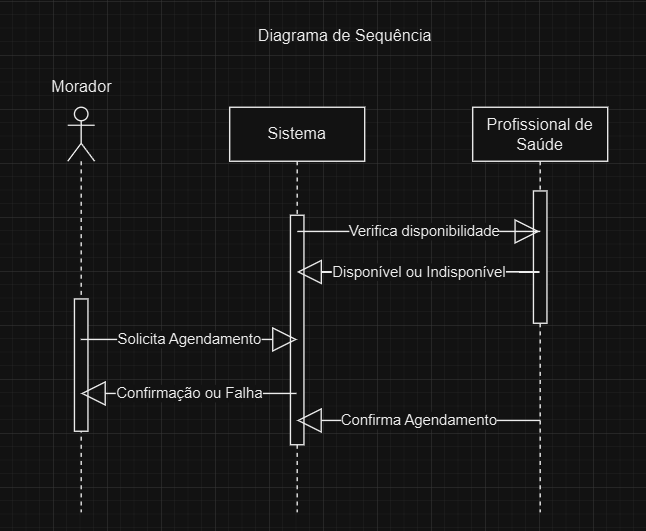 Diagrama de Sequência
Morador
Sistema
Profissional de
Saúde
Verifica disponibilidade
Disponível ou Indisponível
Solicita Agendamento
Confirmação ou Falha
Confirma Agendamento